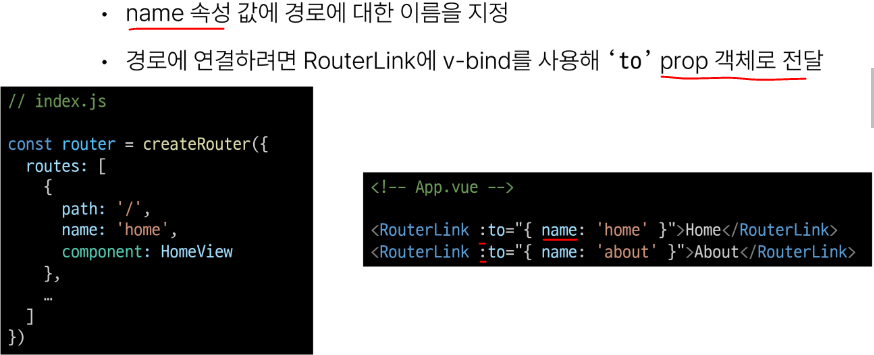 • name 속성 값에 경로에 대한 이름을 지정
• 경로에 연결하려면 RouterLink에 v-bind를 사용해 ‘to’ prop 객체로 전달
// index.js
const router = createRouter({
  routes: [
    {
      path: '/',
      name: 'home',
      component: HomeView
    },
    …
  ]
})
<!-- App.vue -->
<RouterLink :to="{ name: 'home' }">Home</RouterLink>
<RouterLink :to="{ name: 'about' }">About</RouterLink>